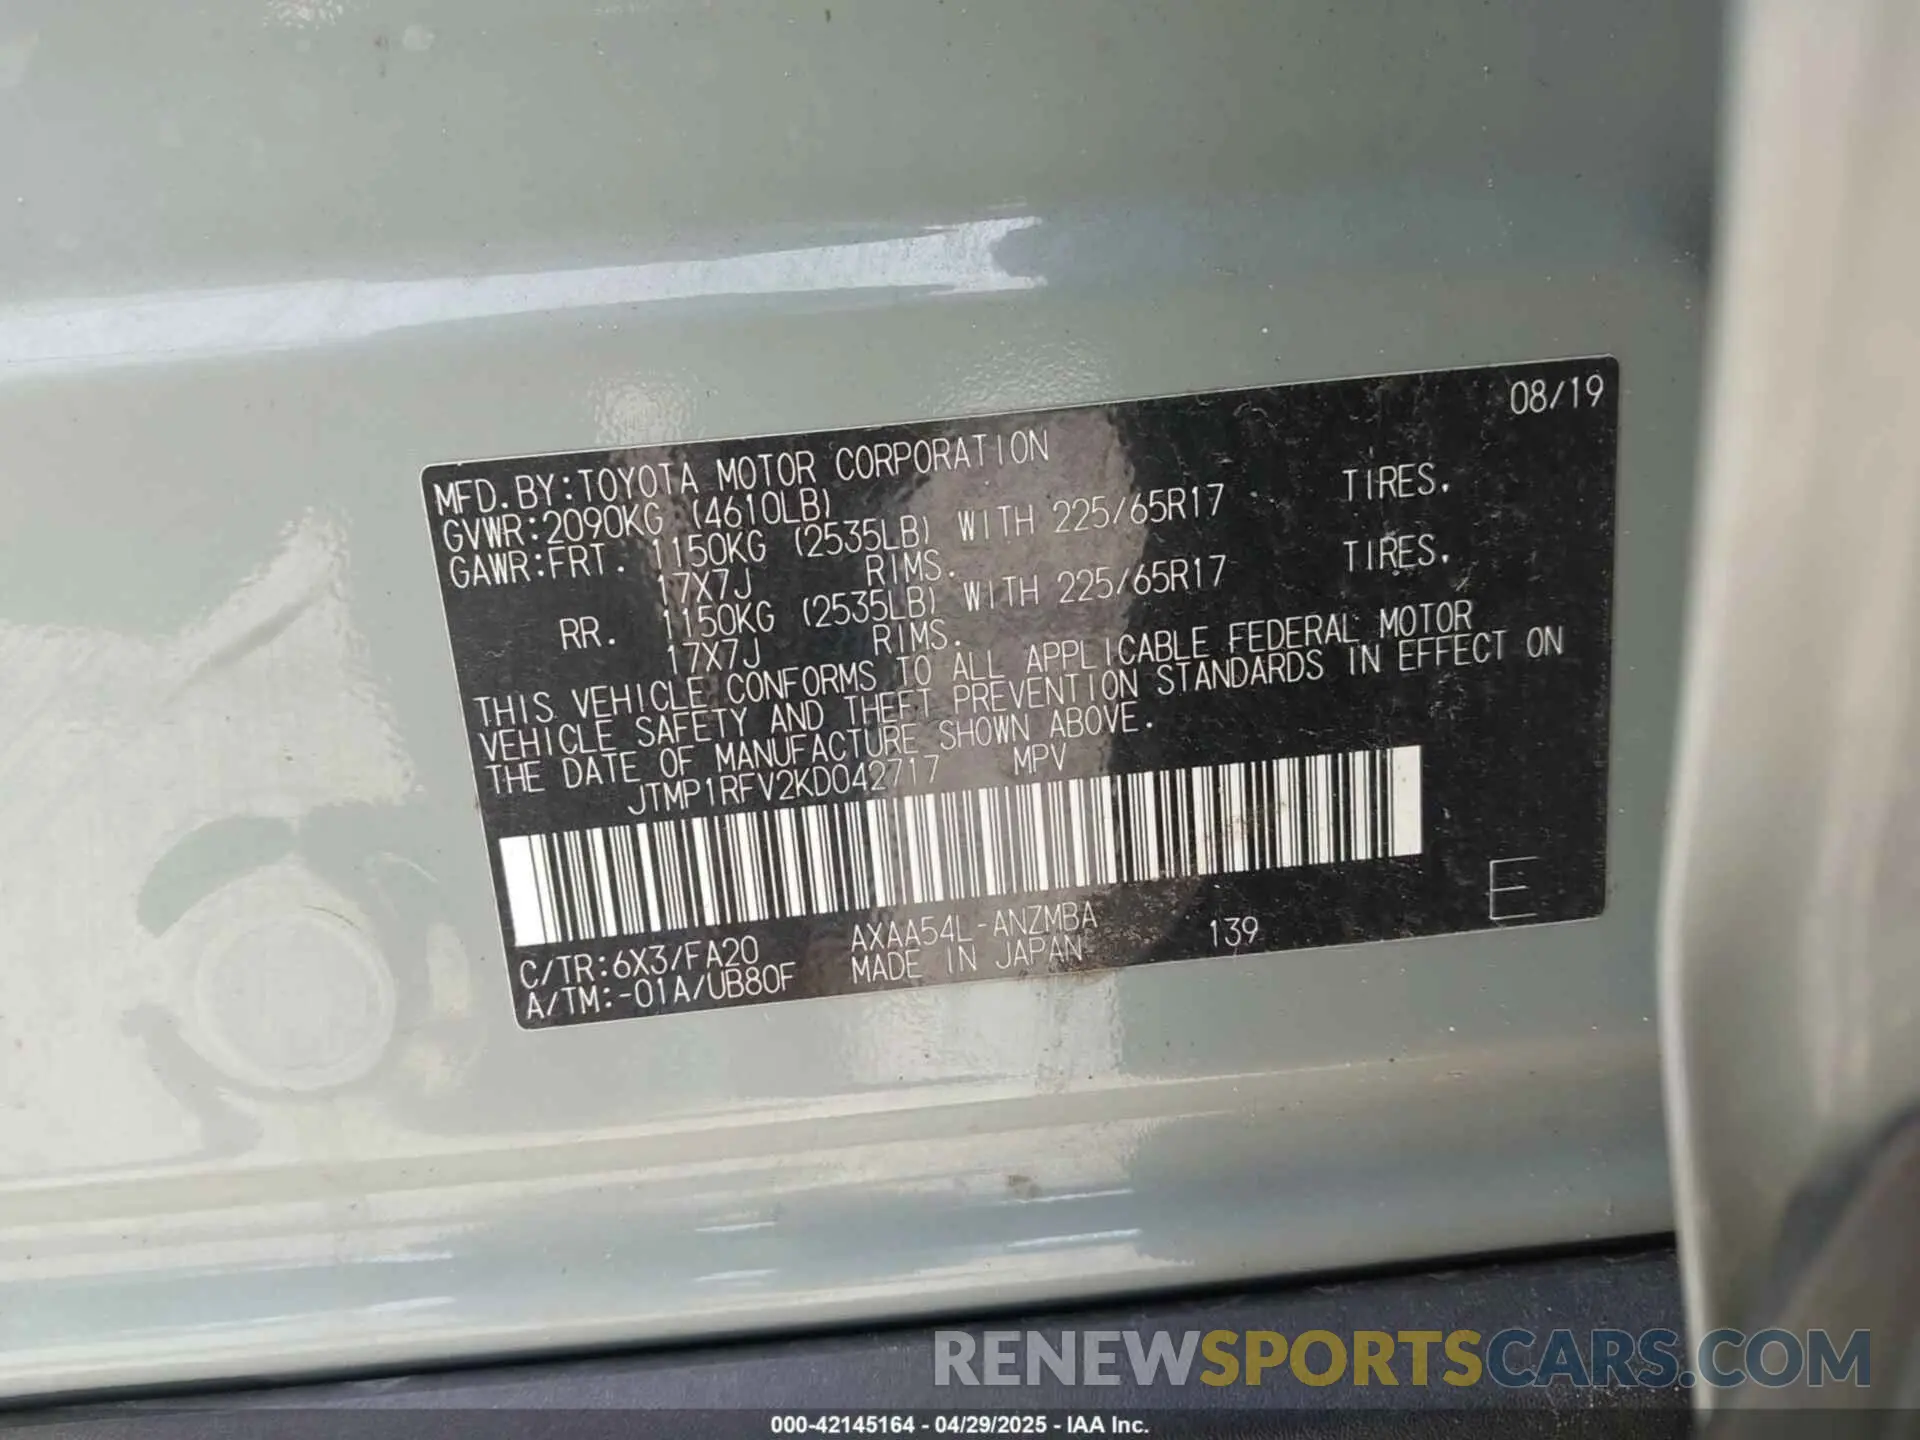 08/19
MFD.BY:TOYOTA MOTOR CORPORATION
GVWR:2090KG (4610LB)
GAWR:FRT. 1150KG (2535LB) WITH 225/65R17 TIRES.
17X7J RIMS.
RR. 1150KG (2535LB) WITH 225/65R17 TIRES.
17X7J RIMS.
THIS VEHICLE CONFORMS TO ALL APPLICABLE FEDERAL MOTOR
VEHICLE SAFETY AND THEFT PREVENTION STANDARDS IN EFFECT ON
THE DATE OF MANUFACTURE SHOWN ABOVE.
JTMP1RFV2KD042717 MPV
E
C/TR:6X3/FA20 AXAA54L-ANZMBA 139
A/TM:-01A/UB80F MADE IN JAPAN
RENEWSPORTSCARS.COM
000-42145164 - 04/29/2025 - IAA Inc.